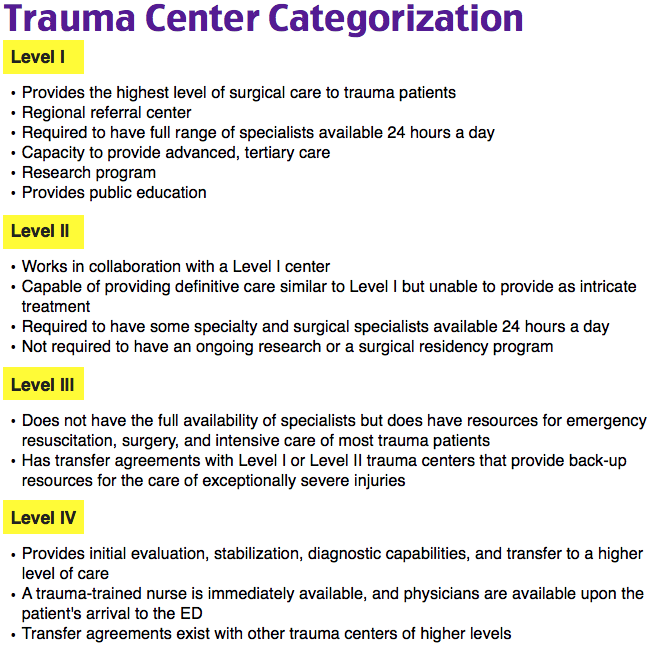 Trauma Center Categorization
Level I
• Provides the highest level of surgical care to trauma patients
• Regional referral center
• Required to have full range of specialists available 24 hours a day
• Capacity to provide advanced, tertiary care
• Research program
• Provides public education
Level II
• Works in collaboration with a Level I center
• Capable of providing definitive care similar to Level I but unable to provide as intricate
treatment
• Required to have some specialty and surgical specialists available 24 hours a day
• Not required to have an ongoing research or a surgical residency program
Level III
• Does not have the full availability of specialists but does have resources for emergency
resuscitation, surgery, and intensive care of most trauma patients
• Has transfer agreements with Level I or Level II trauma centers that provide back-up
resources for the care of exceptionally severe injuries
Level IV
• Provides initial evaluation, stabilization, diagnostic capabilities, and transfer to a higher
level of care
• A trauma-trained nurse is immediately available, and physicians are available upon the
patient's arrival to the ED
• Transfer agreements exist with other trauma centers of higher levels